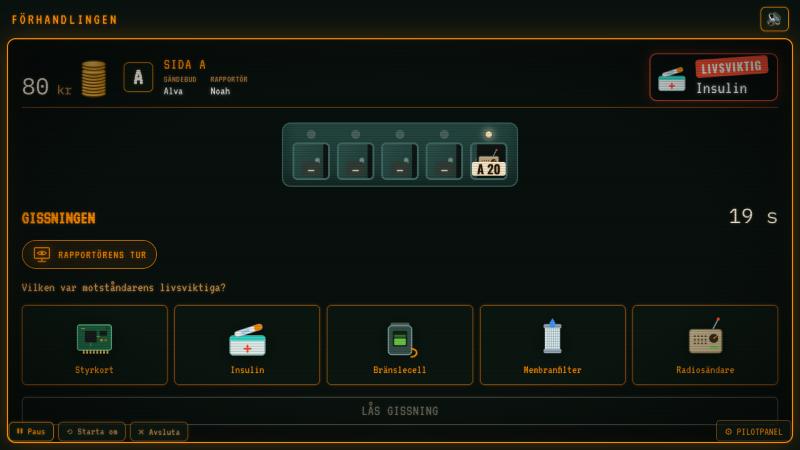 FÖRHANDLINGEN
80 kr
A
SIDA A
SÄNDEBUD RAPPORTÖR
Alva Noah
LIVSVIKTIG
Insulin
A 20
GISSNINGEN
19 s
RAPPORTÖRENS TUR
Vilken var motståndarens livsviktiga?
Styrkort
Insulin
Bränslecell
Membranfilter
Radiosändare
LÅS GISSNING
Paus
Starta om
Avsluta
PILOTPANEL